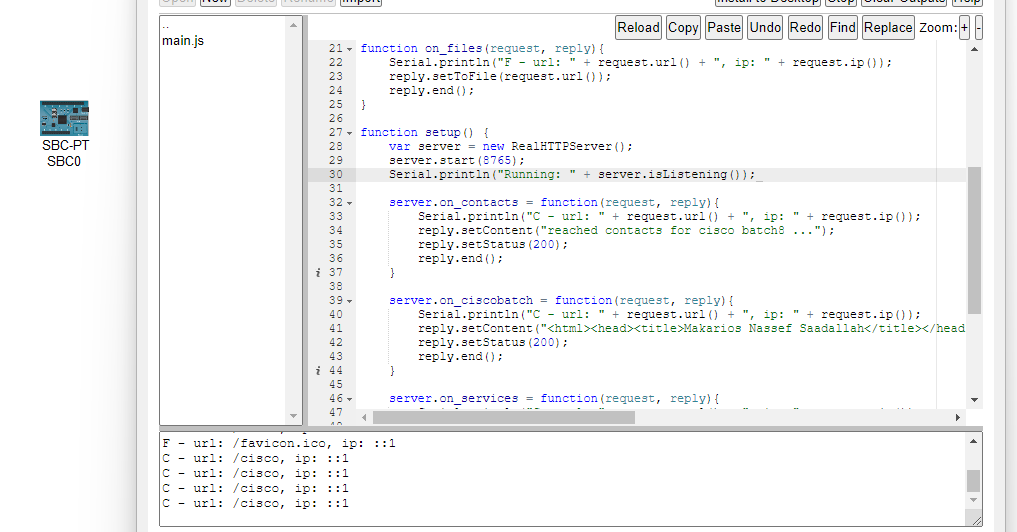 Open New Delete Rename Import Install to Desktop Stop Clear Outputs Help
..
main.js
Reload Copy Paste Undo Redo Find Replace Zoom: + -
SBC-PT
SBC0
21 function on_files(request, reply){
22 Serial.println("F - url: " + request.url() + ", ip: " + request.ip());
23 reply.setToFile(request.url());
24 reply.end();
25 }
26
27 function setup() {
28 var server = new RealHTTPServer();
29 server.start(8765);
30 Serial.println("Running: " + server.isListening());
31
32 server.on_contacts = function(request, reply){
33 Serial.println("C - url: " + request.url() + ", ip: " + request.ip());
34 reply.setContent("reached contacts for cisco batch8 ...");
35 reply.setStatus(200);
36 reply.end();
i 37 }
38
39 server.on_ciscobatch = function(request, reply){
40 Serial.println("C - url: " + request.url() + ", ip: " + request.ip());
41 reply.setContent("<html><head><title>Makarios Nassef Saadallah</title></head
42 reply.setStatus(200);
43 reply.end();
i 44 }
45
46 server.on_services = function(request, reply){
47
F - url: /favicon.ico, ip: ::1
C - url: /cisco, ip: ::1
C - url: /cisco, ip: ::1
C - url: /cisco, ip: ::1
C - url: /cisco, ip: ::1